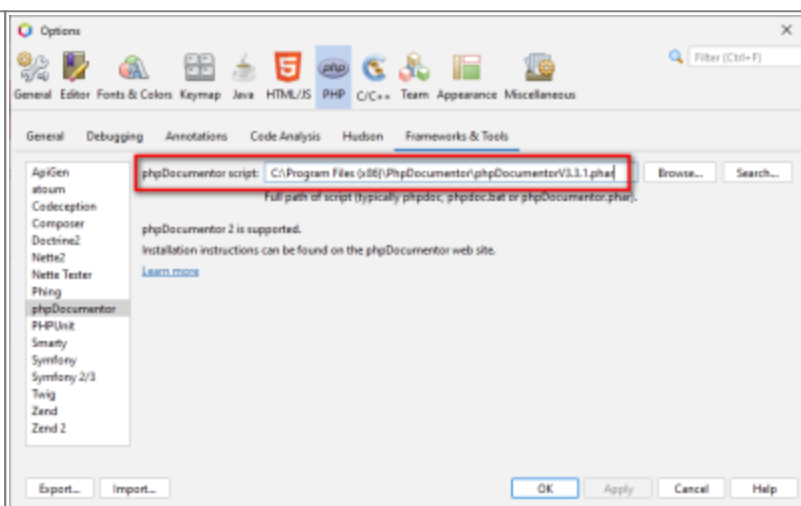 Options
Filter (Ctrl+F)
General Editor Fonts & Colors Keymap Java HTML/JS PHP C/C++ Team Appearance Miscellaneous
General Debugging Annotations Code Analysis Hudson Frameworks & Tools
ApiGen
atoum
Codeception
Composer
Doctrine2
Nette2
Nette Tester
Phing
phpDocumentor
PHPUnit
Smarty
Symfony
Symfony 2/3
Twig
Zend
Zend 2
phpDocumentor script: C:\Program Files (x86)\PhpDocumentor\phpDocumentorV3.3.1.phar Browse... Search...
Full path of script (typically phpdoc, phpdoc.bat or phpDocumentor.phar).
phpDocumentor 2 is supported.
Installation instructions can be found on the phpDocumentor web site.
Learn more
Export... Import... OK Apply Cancel Help